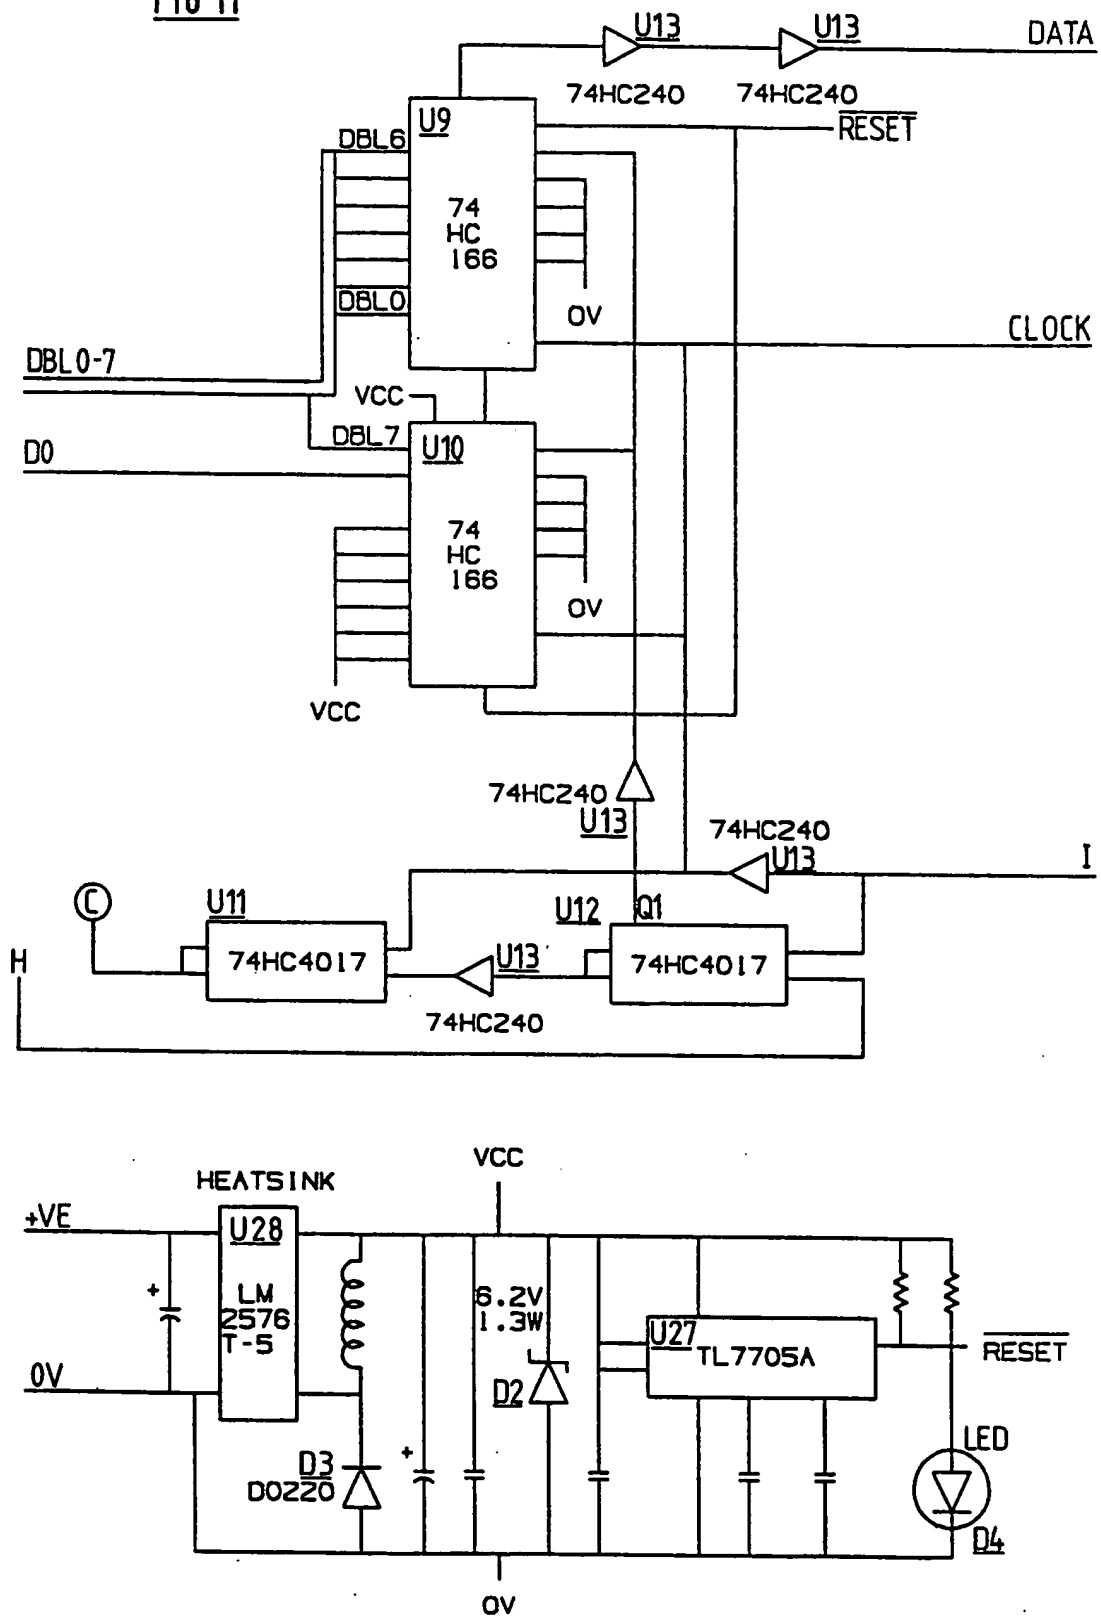 FIG 11
U13
U13
DATA
74HC240
74HC240
U9
RESET
DBL6
74
HC
166
DBL0
0V
CLOCK
DBL0-7
VCC
DBL7
U10
D0
74
HC
166
0V
VCC
74HC240
U13
74HC240
U13
I
C
U11
U12
Q1
H
74HC4017
U13
74HC4017
74HC240
VCC
HEATSINK
+VE
U28
LM
2576
T-5
+
6.2V
1.3W
U27
TL7705A
RESET
0V
D2
LED
D3
DO220
+
D4
0V